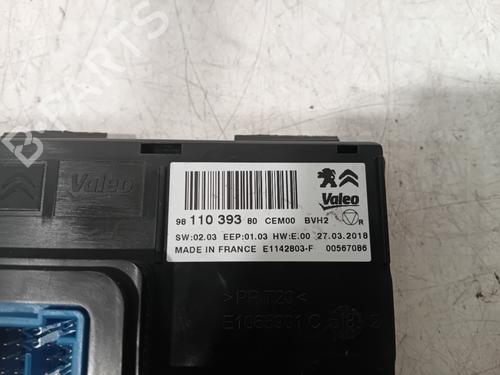 Valeo
Valeo
98 110 393 80 CEM00 BVH2 R
SW:02.03 EEP:01.03 HW:E.00 27.03.2018
MADE IN FRANCE E1142803-F 00567086
>PP T20<